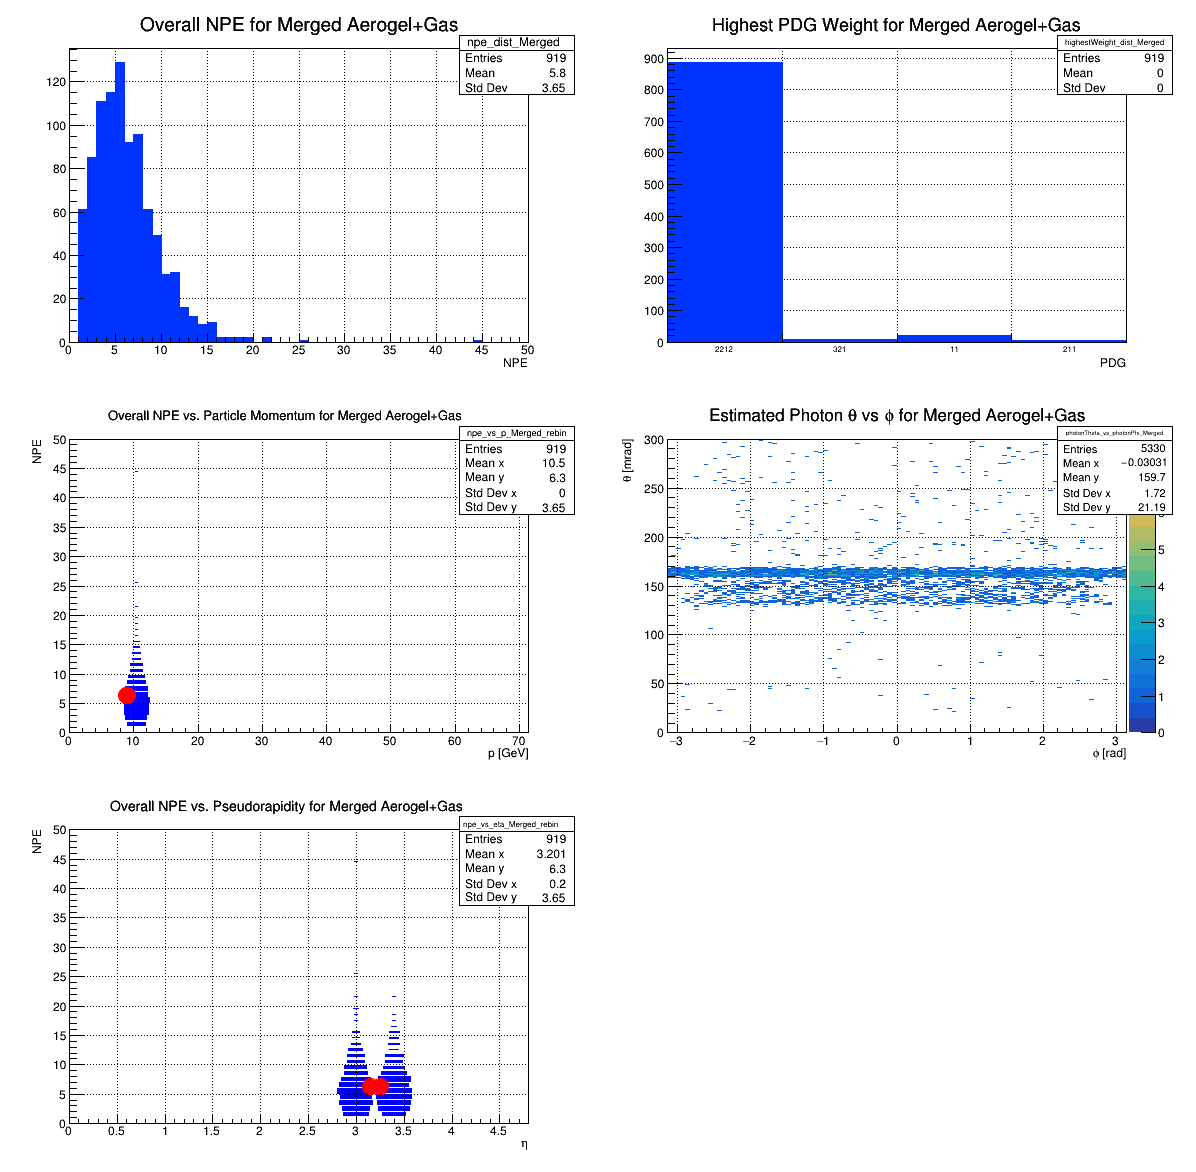 Overall NPE for Merged Aerogel+Gas
npe_dist_Merged
Entries 919
Mean 5.8
Std Dev 3.65
120
100
80
60
40
20
0
0 5 10 15 20 25 30 35 40 45 50
NPE
Highest PDG Weight for Merged Aerogel+Gas
highestWeight_dist_Merged
Entries 919
Mean 0
Std Dev 0
900
800
700
600
500
400
300
200
100
0
2212 321 11 211
PDG
Overall NPE vs. Particle Momentum for Merged Aerogel+Gas
npe_vs_p_Merged_rebin
Entries 919
Mean x 10.5
Mean y 6.3
Std Dev x 0
Std Dev y 3.65
NPE
50
45
40
35
30
25
20
15
10
5
0
0 10 20 30 40 50 60 70
p [GeV]
Estimated Photon θ vs ϕ for Merged Aerogel+Gas
photonTheta_vs_photonPhi_Merged
Entries 5330
Mean x −0.03031
Mean y 159.7
Std Dev x 1.72
Std Dev y 21.19
θ [mrad]
300
250
200
150
100
50
0
−3 −2 −1 0 1 2 3
ϕ [rad]
5
4
3
2
1
0
Overall NPE vs. Pseudorapidity for Merged Aerogel+Gas
npe_vs_eta_Merged_rebin
Entries 919
Mean x 3.201
Mean y 6.3
Std Dev x 0.2
Std Dev y 3.65
NPE
50
45
40
35
30
25
20
15
10
5
0
0 0.5 1 1.5 2 2.5 3 3.5 4 4.5
η